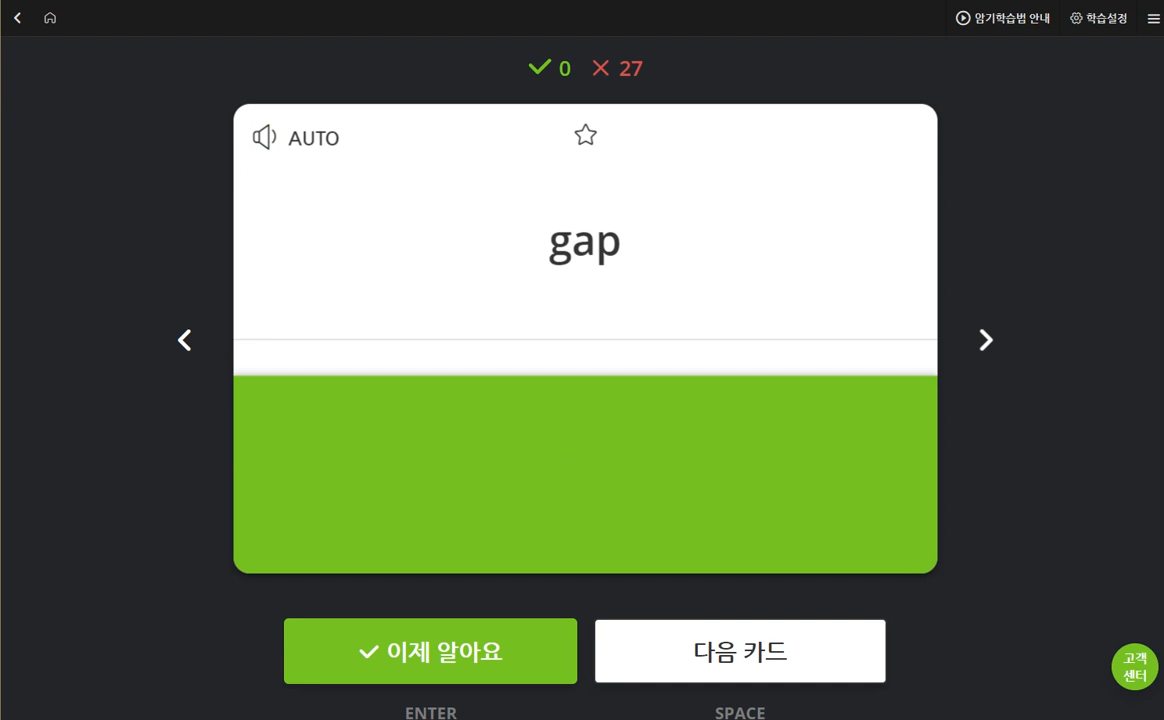 암기학습법 안내
학습설정
0
27
AUTO
gap
이제 알아요
다음 카드
고객
센터
ENTER
SPACE